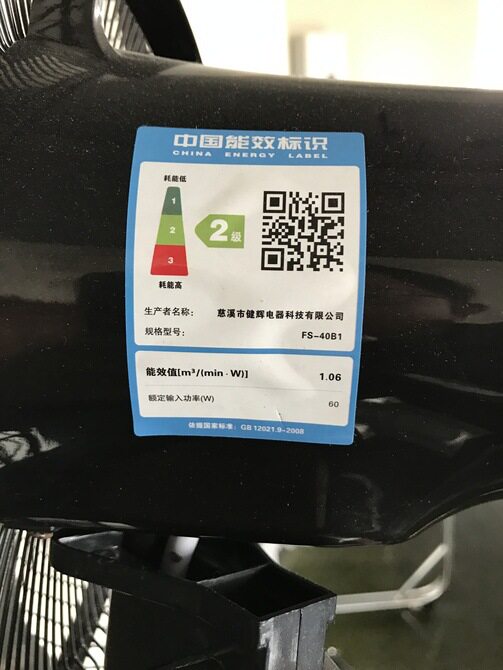 中国能效标识
CHINA ENERGY LABEL
耗能低
1
2
3
2级
耗能高
生产者名称: 慈溪市健辉电器科技有限公司
规格型号: FS-40B1
能效值[m³/(min·W)] 1.06
额定输入功率(W) 60
依据国家标准: GB 12021.9-2008